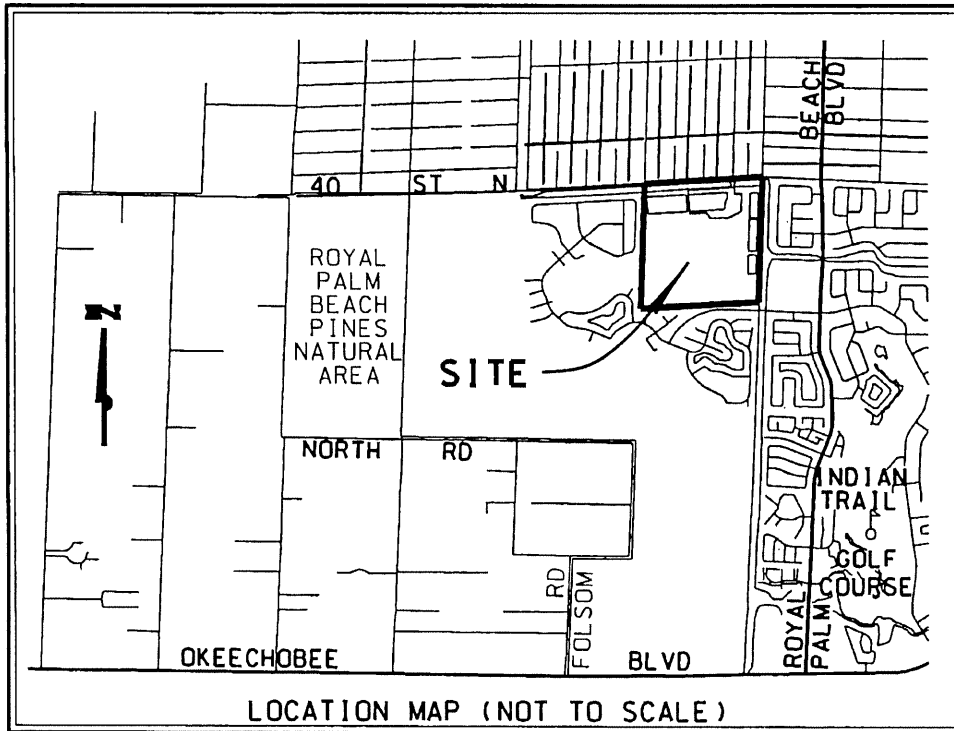 BEACH
BLVD
40 ST N
ROYAL
PALM
BEACH
PINES
NATURAL
AREA
N
SITE
NORTH RD
INDIAN
TRAIL
GOLF
COURSE
FOLSOM RD
ROYAL
PALM
OKEECHOBEE BLVD
LOCATION MAP (NOT TO SCALE)